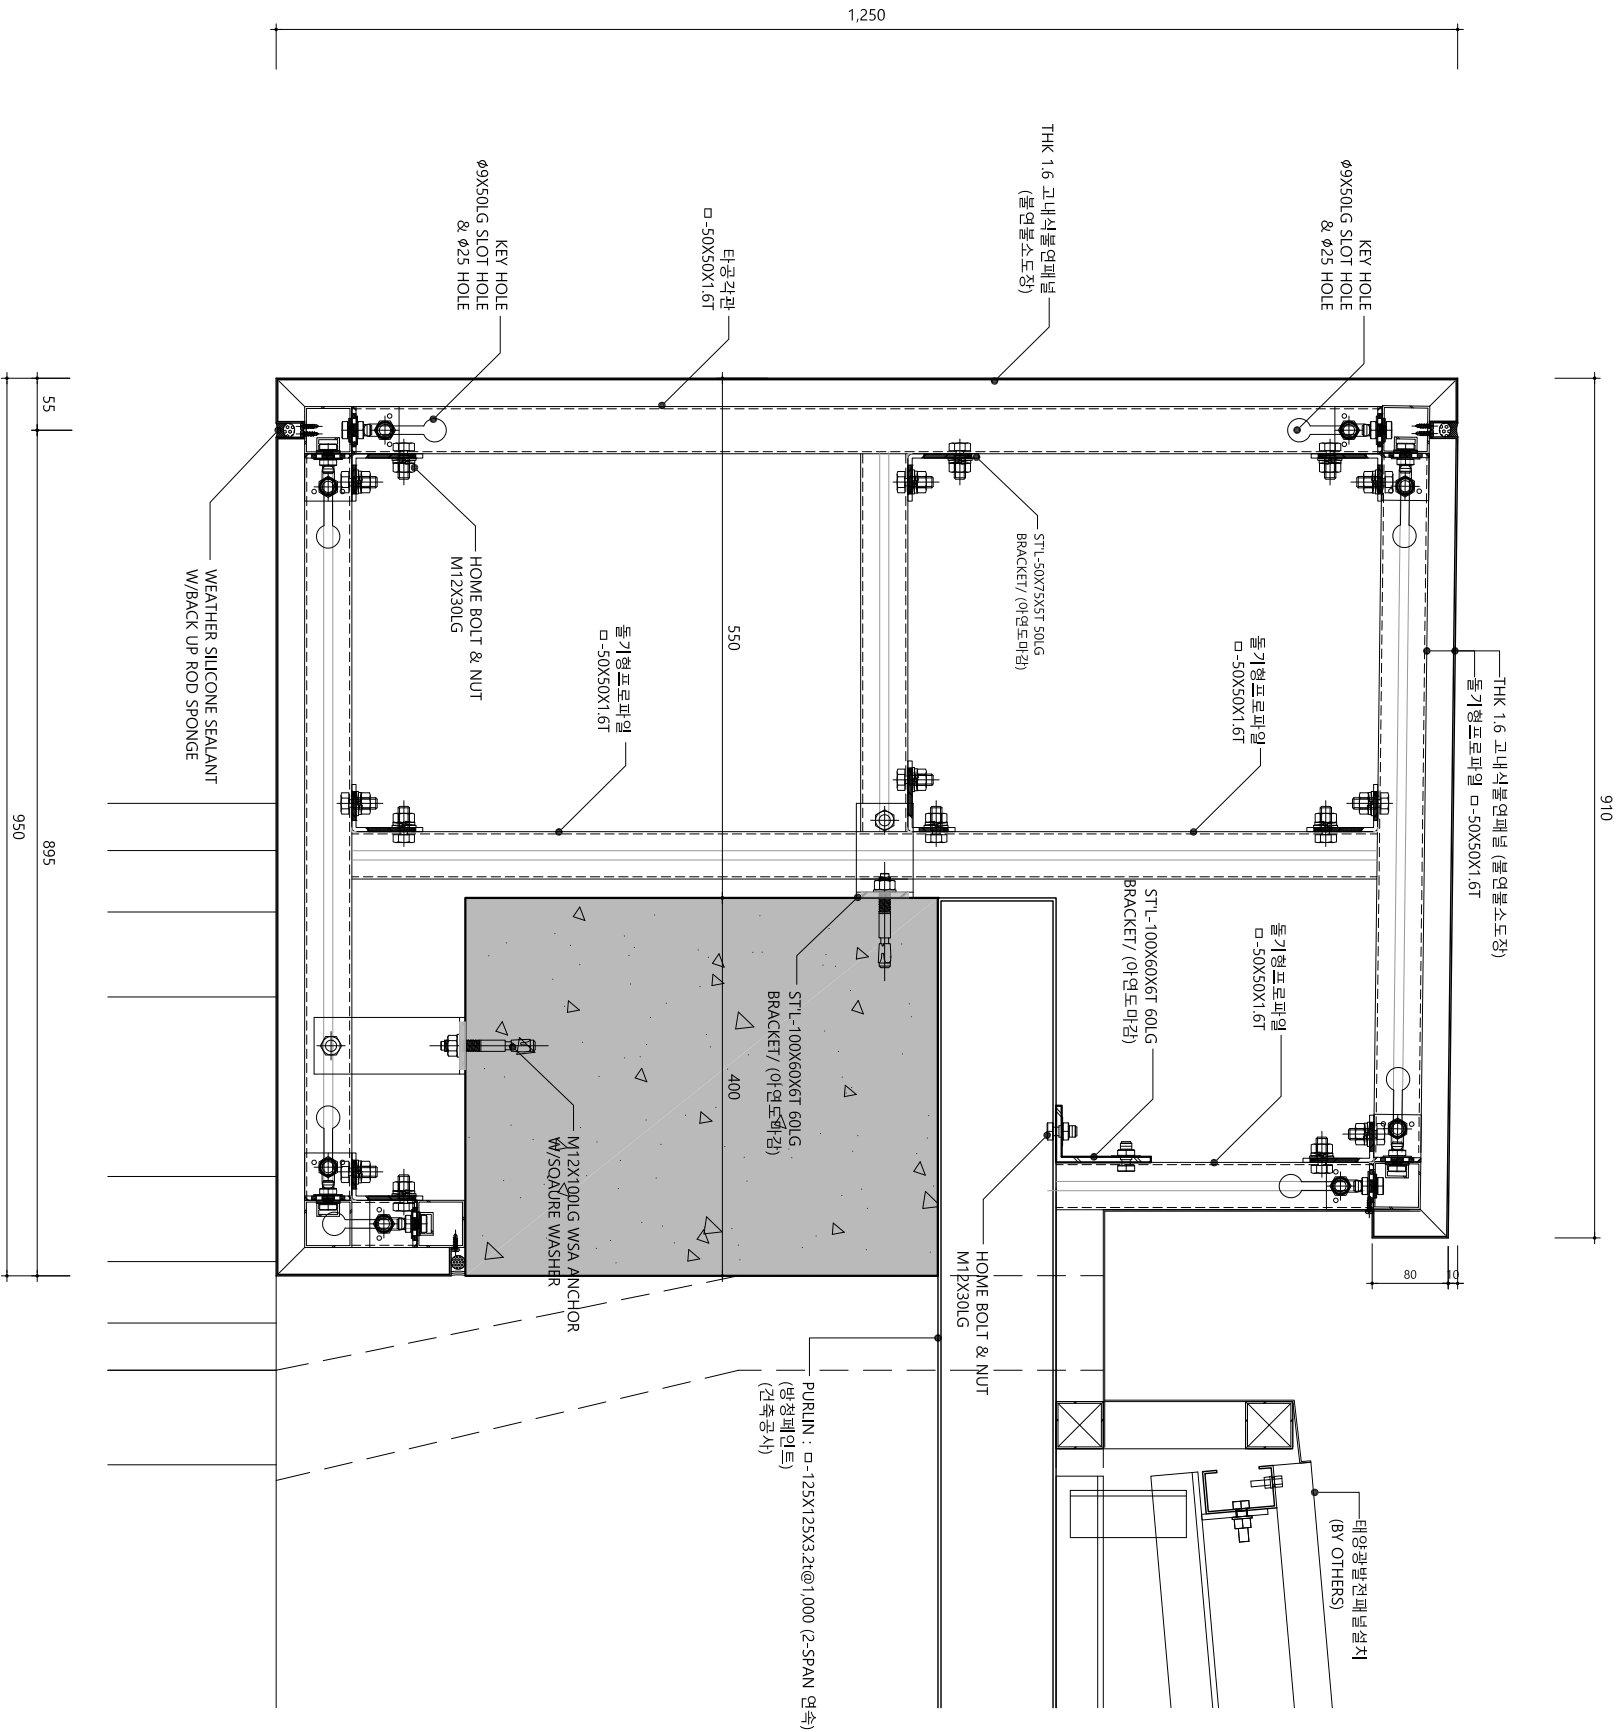 1,250
THK 1.6 고내식불연패널
(불연불소도장)
KEY HOLE
ø9X50LG SLOT HOLE
& ø25 HOLE
KEY HOLE
ø9X50LG SLOT HOLE
& ø25 HOLE
타공각관
ㅁ-50X50X1.6T
55
895
950
910
550
400
80
10
THK 1.6 고내식불연패널 (불연불소도장)
돌기형프로파일 ㅁ-50X50X1.6T
돌기형프로파일
ㅁ-50X50X1.6T
ST'L-50X75X5T 50LG
BRACKET/ (아연도마감)
돌기형프로파일
ㅁ-50X50X1.6T
HOME BOLT & NUT
M12X30LG
WEATHER SILICONE SEALANT
W/BACK UP ROD SPONGE
돌기형프로파일
ㅁ-50X50X1.6T
ST'L-100X60X6T 60LG
BRACKET/ (아연도마감)
ST'L-100X60X6T 60LG
BRACKET/ (아연도마감)
M12X100LG WSA ANCHOR
W/SQAURE WASHER
HOME BOLT & NUT
M12X30LG
PURLIN : ㅁ-125X125X3.2t@1,000 (2-SPAN 연속)
(방청페인트)
(건축공사)
태양광발전패널설치
(BY OTHERS)